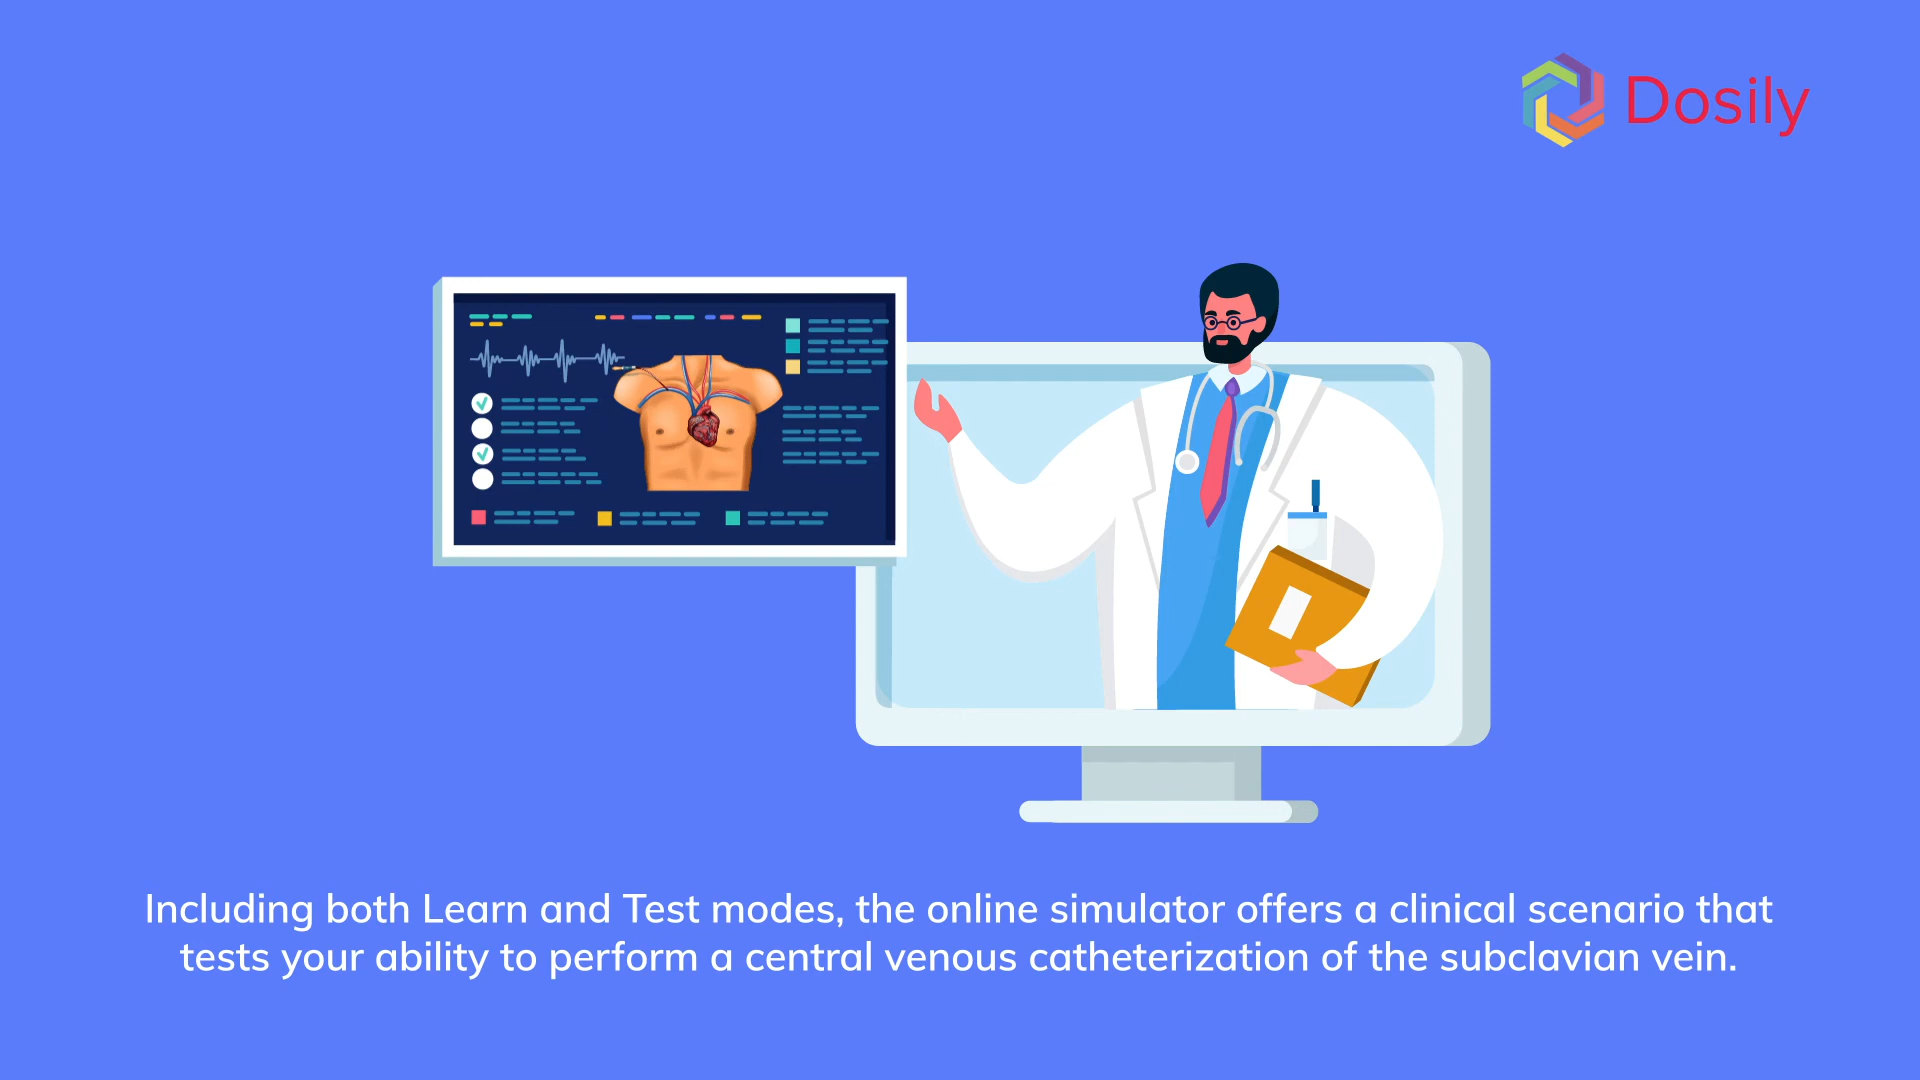 Dosily
Including both Learn and Test modes, the online simulator offers a clinical scenario that
tests your ability to perform a central venous catheterization of the subclavian vein.